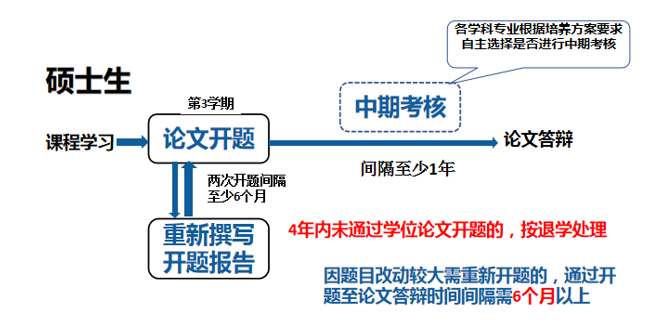 各学科专业根据培养方案要求
自主选择是否进行中期考核
硕士生
第3学期
中期考核
课程学习
论文开题
论文答辩
间隔至少1年
两次开题间隔
至少6个月
重新撰写
开题报告
4年内未通过学位论文开题的，按退学处理
因题目改动较大需重新开题的，通过开
题至论文答辩时间间隔需6个月以上